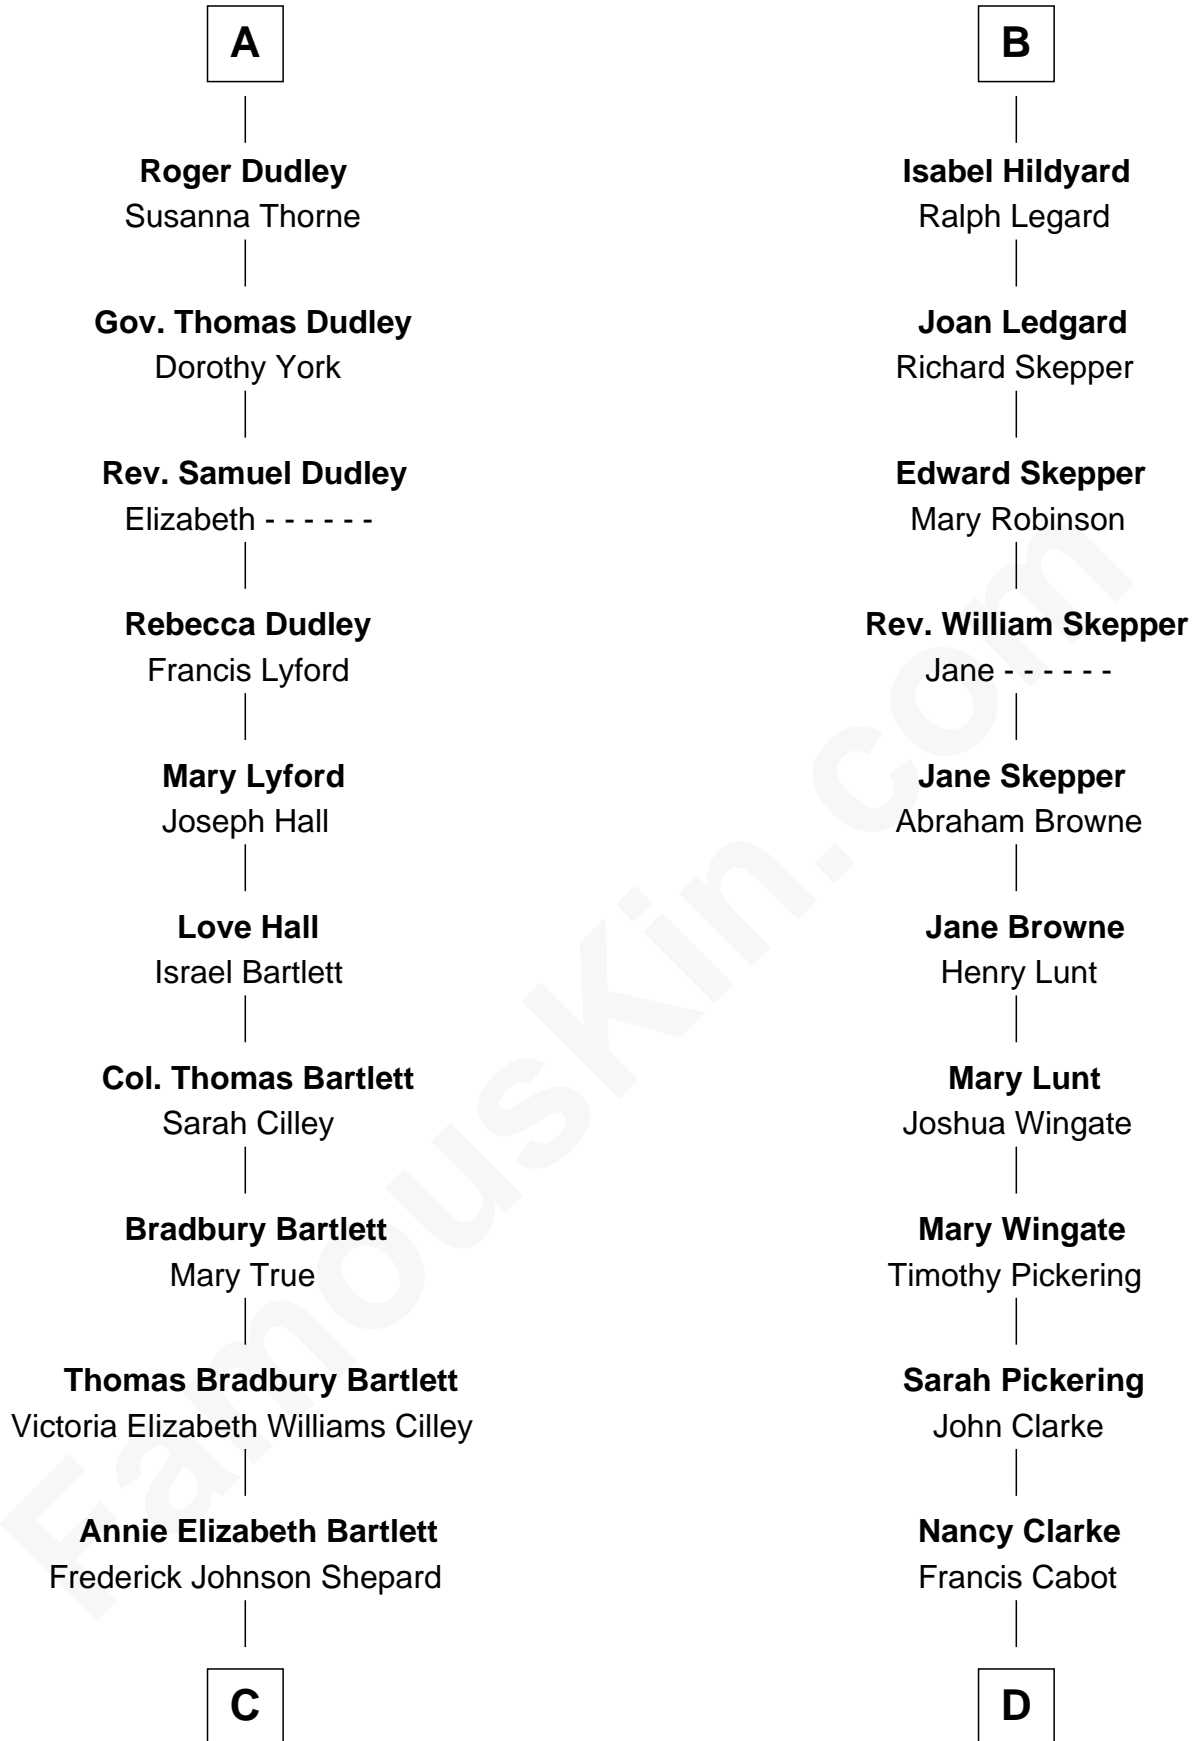 A
Roger Dudley
Susanna Thorne
Gov. Thomas Dudley
Dorothy York
Rev. Samuel Dudley
Elizabeth - - - - - -
Rebecca Dudley
Francis Lyford
Mary Lyford
Joseph Hall
Love Hall
Israel Bartlett
Col. Thomas Bartlett
Sarah Cilley
Bradbury Bartlett
Mary True
Thomas Bradbury Bartlett
Victoria Elizabeth Williams Cilley
Annie Elizabeth Bartlett
Frederick Johnson Shepard
C
B
Isabel Hildyard
Ralph Legard
Joan Ledgard
Richard Skepper
Edward Skepper
Mary Robinson
Rev. William Skepper
Jane - - - - - -
Jane Skepper
Abraham Browne
Jane Browne
Henry Lunt
Mary Lunt
Joshua Wingate
Mary Wingate
Timothy Pickering
Sarah Pickering
John Clarke
Nancy Clarke
Francis Cabot
D
FamousKin.com